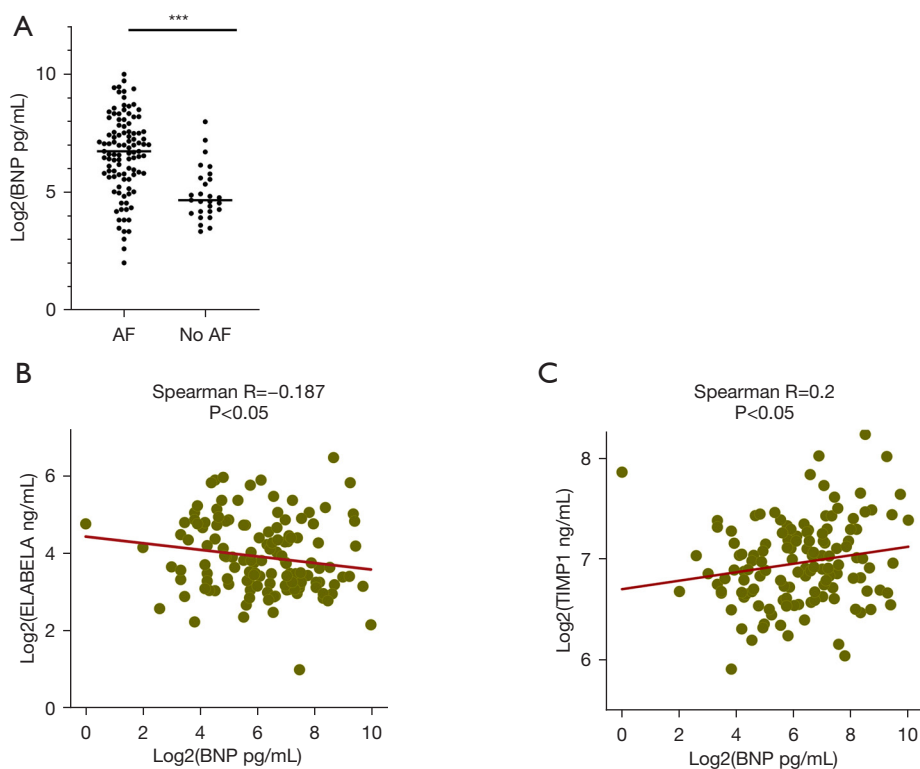 A
***
Log2(BNP pg/mL)
10
5
0
AF
No AF
B
Spearman R=−0.187
P<0.05
Log2(ELABELA ng/mL)
6
4
2
0
0
2
4
6
8
10
Log2(BNP pg/mL)
C
Spearman R=0.2
P<0.05
Log2(TIMP1 ng/mL)
8
7
6
0
2
4
6
8
10
Log2(BNP pg/mL)